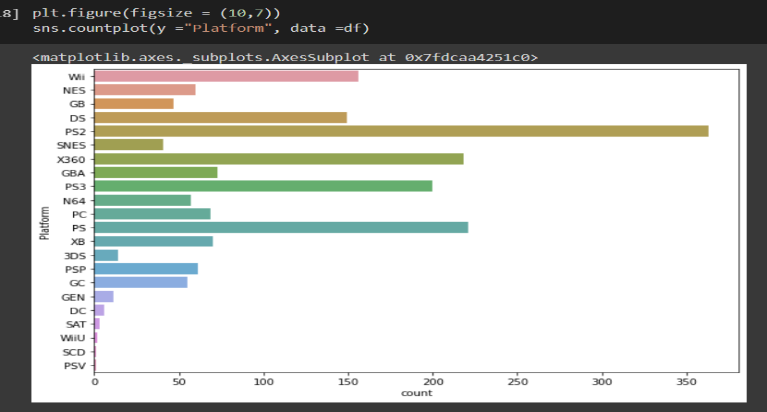 8] plt.figure(figsize = (10,7))
sns.countplot(y ="Platform", data =df)
<matplotlib.axes._subplots.AxesSubplot at 0x7fdcaa4251c0>
Wii
NES
GB
DS
PS2
SNES
X360
GBA
PS3
N64
PC
PS
XB
3DS
PSP
GC
GEN
DC
SAT
WiiU
SCD
PSV
Platform
0 50 100 150 200 250 300 350
count